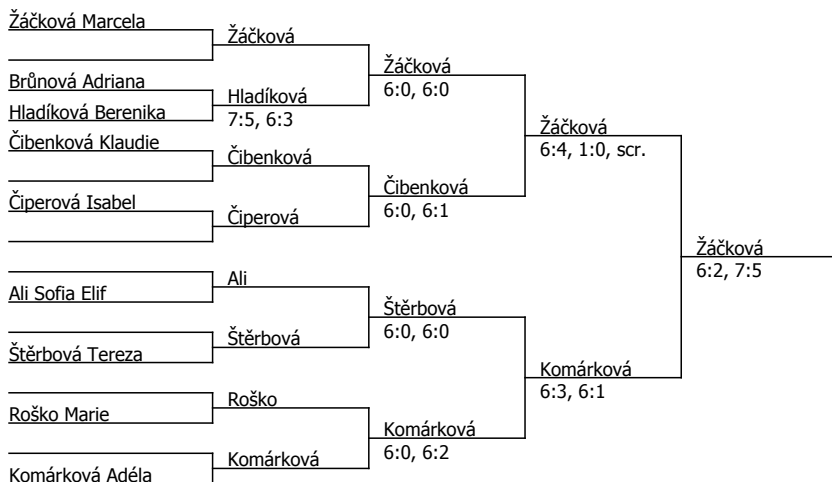 Žáčková Marcela
Žáčková
Brůnová Adriana
Žáčková
6:0, 6:0
Hladíková Berenika
Hladíková
7:5, 6:3
Čibenková Klaudie
Žáčková
6:4, 1:0, scr.
Čibenková
Čiperová Isabel
Čibenková
6:0, 6:1
Čiperová
Žáčková
6:2, 7:5
Ali Sofia Elif
Ali
Štěrbová
6:0, 6:0
Štěrbová Tereza
Štěrbová
Komárková
6:3, 6:1
Roško Marie
Roško
Komárková
6:0, 6:2
Komárková Adéla
Komárková